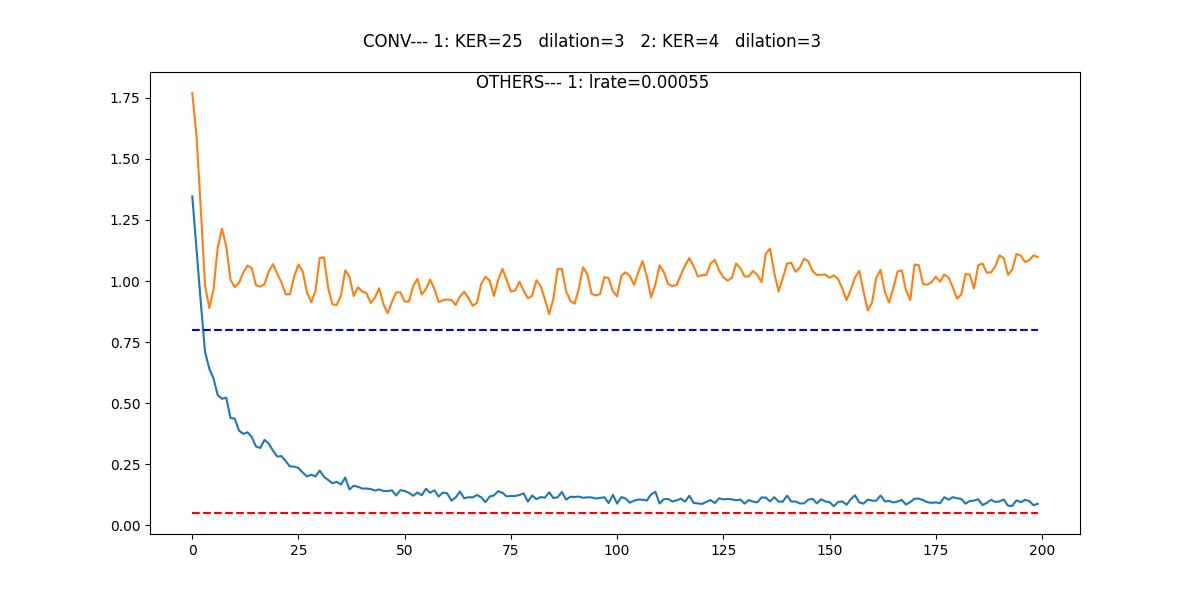 CONV--- 1: KER=25   dilation=3   2: KER=4   dilation=3
OTHERS--- 1: lrate=0.00055
1.75
1.50
1.25
1.00
0.75
0.50
0.25
0.00
0 25 50 75 100 125 150 175 200